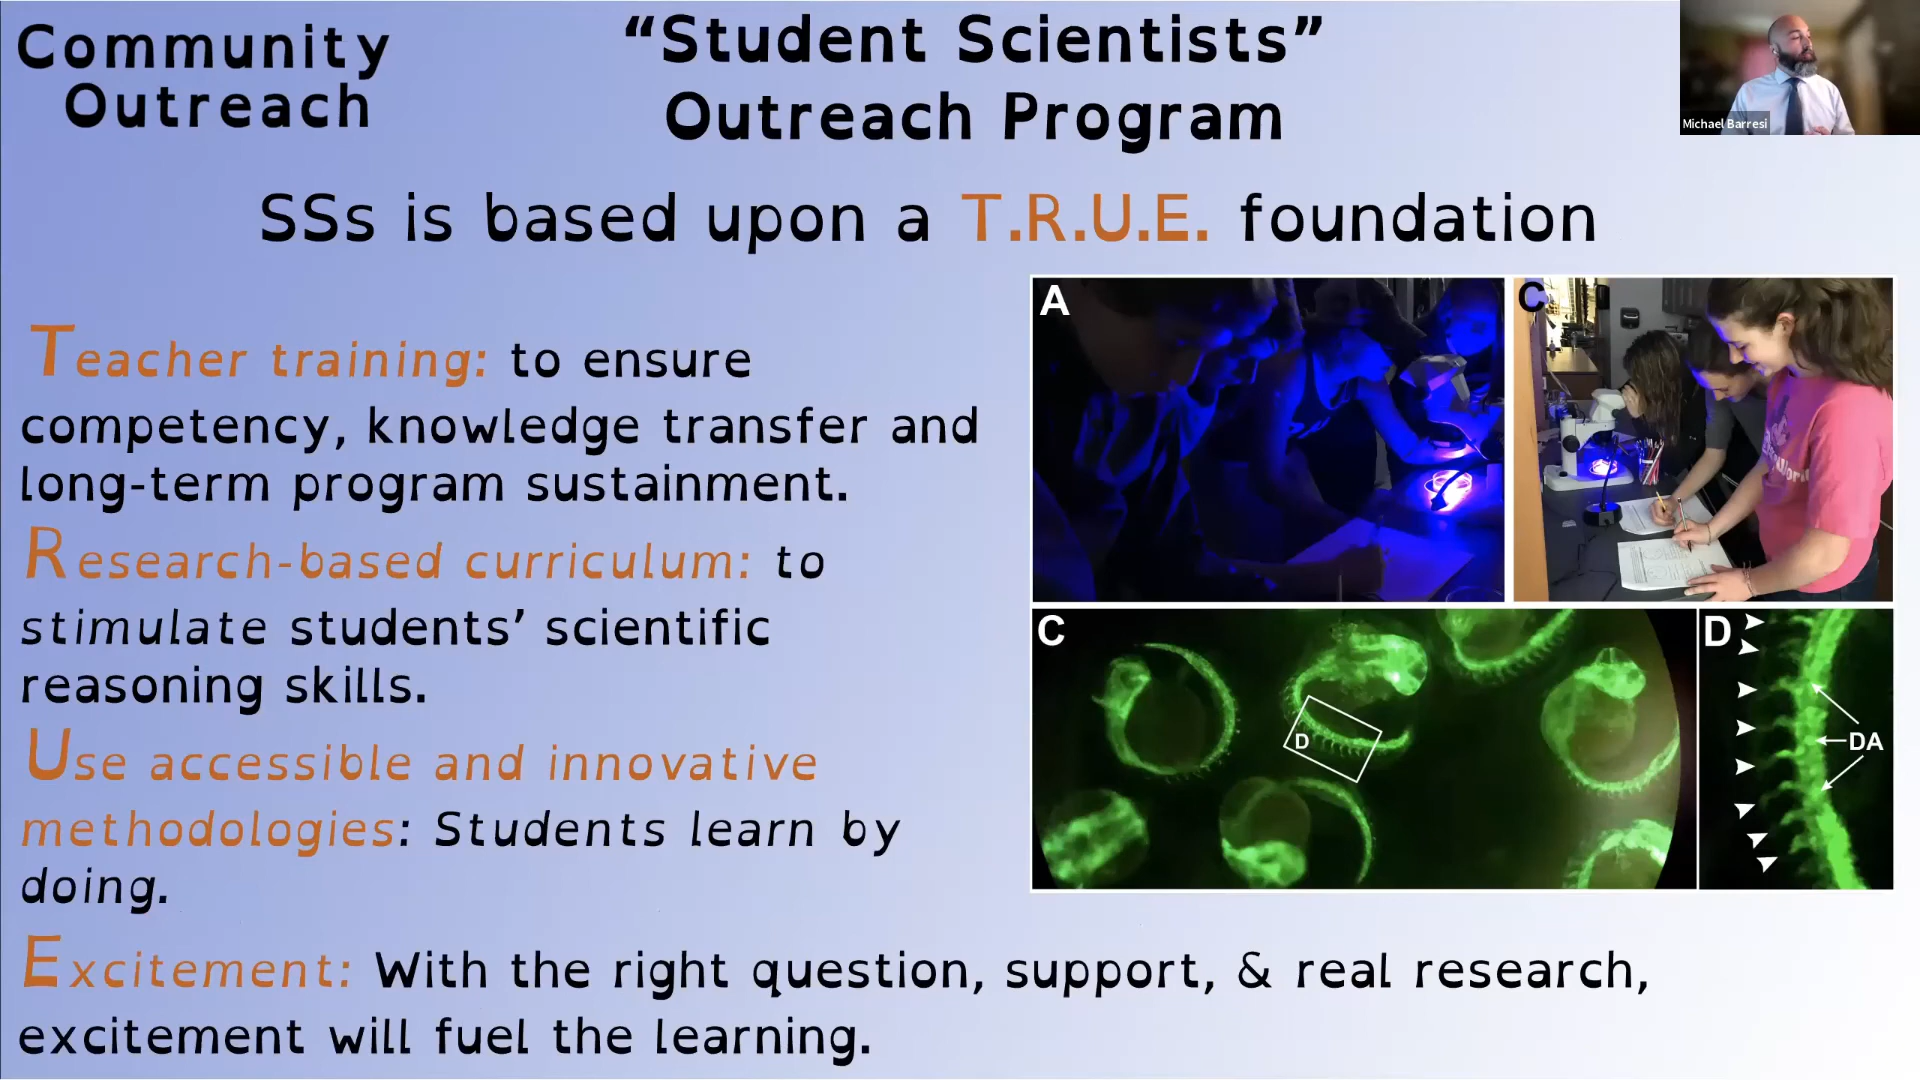 Community
Outreach
“Student Scientists”
Outreach Program
Michael Barresi
SSs is based upon a T.R.U.E. foundation
Teacher training: to ensure
competency, knowledge transfer and
long-term program sustainment.
Research-based curriculum: to
stimulate students’ scientific
reasoning skills.
Use accessible and innovative
methodologies: Students learn by
doing.
Excitement: With the right question, support, & real research,
excitement will fuel the learning.
A
C
C
D
D
DA